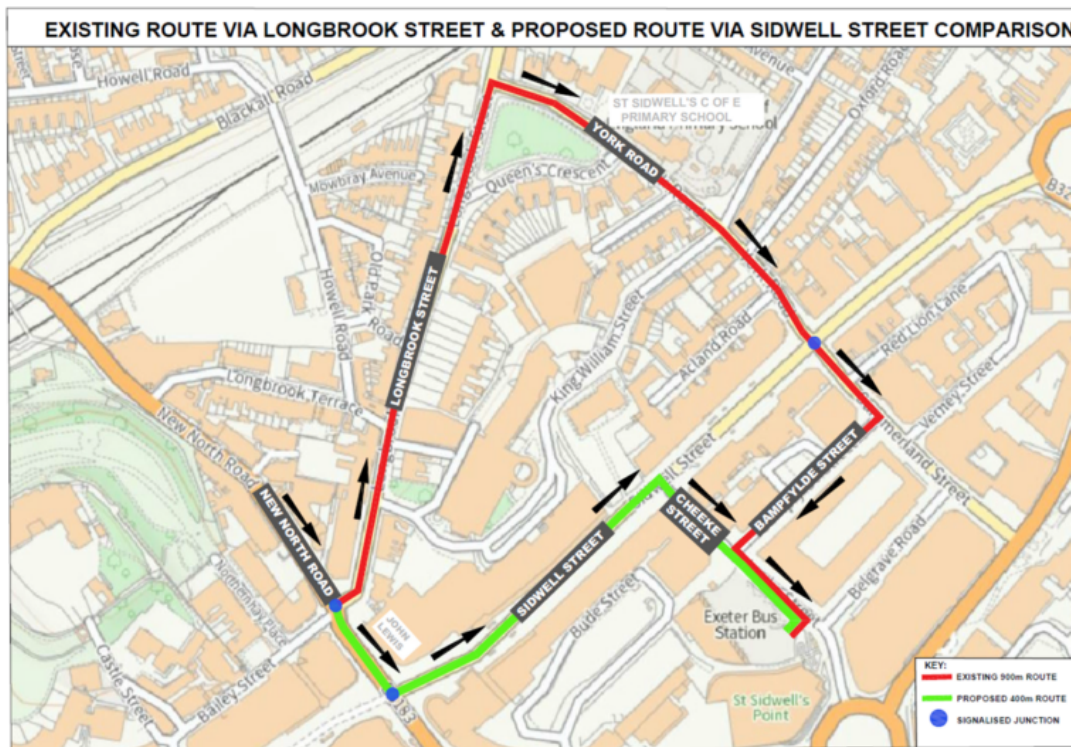 EXISTING ROUTE VIA LONGBROOK STREET & PROPOSED ROUTE VIA SIDWELL STREET COMPARISON
Howell Road
Blackall Road
Oxford Road
ST SIDWELL'S C OF E
PRIMARY SCHOOL
YORK ROAD
Mowbray Avenue
Queen's Crescent
B32
Howell Road
Old Park Road
LONGBROOK STREET
King William Street
Acland Road
Red Lion Lane
Verney Street
Longbrook Terrace
New North Road
NEW NORTH ROAD
BAMPFYLDE STREET
CHEEKE
STREET
SIDWELL STREET
Belgrave Road
Northernhay Place
JOHN
LEWIS
Bude Street
Exeter Bus
Station
Castle Street
Bailey Street
St Sidwell's
Point
KEY:
EXISTING 900m ROUTE
PROPOSED 400m ROUTE
SIGNALISED JUNCTION